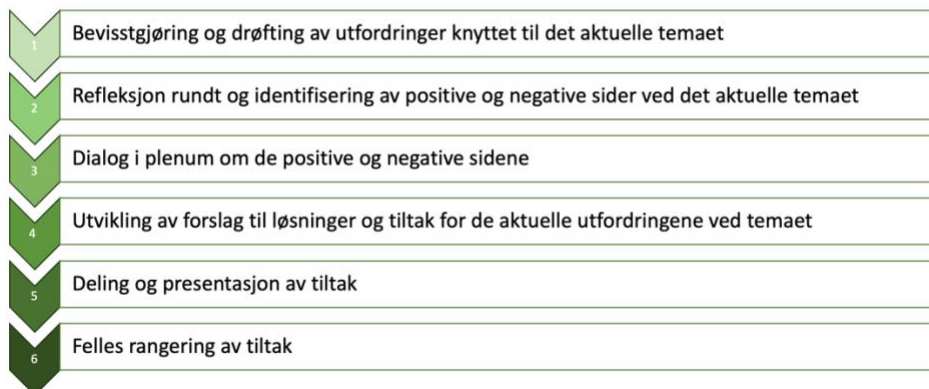 1 Bevisstgjøring og drøfting av utfordringer knyttet til det aktuelle temaet
2 Refleksjon rundt og identifisering av positive og negative sider ved det aktuelle temaet
3 Dialog i plenum om de positive og negative sidene
4 Utvikling av forslag til løsninger og tiltak for de aktuelle utfordringene ved temaet
5 Deling og presentasjon av tiltak
6 Felles rangering av tiltak